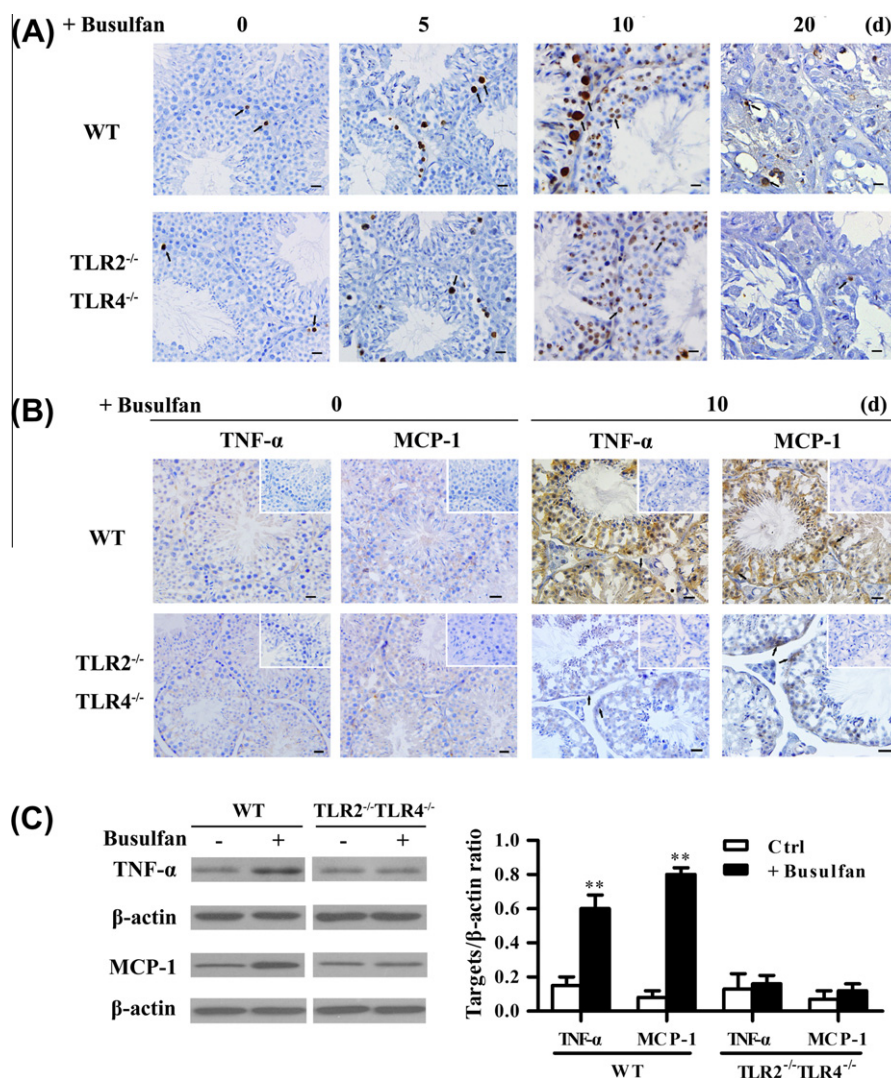 (A) + Busulfan 0 5 10 20 (d)
WT
TLR2-/-
TLR4-/-
(B) + Busulfan 0 10 (d)
TNF-α MCP-1 TNF-α MCP-1
WT
TLR2-/-
TLR4-/-
(C) WT TLR2-/-TLR4-/-
Busulfan - + - +
TNF-α
β-actin
MCP-1
β-actin
Targets/β-actin ratio
1.0
0.8
0.6
0.4
0.2
0.0
** **
Ctrl
+ Busulfan
TNF-α MCP-1 TNF-α MCP-1
WT TLR2-/-TLR4-/-